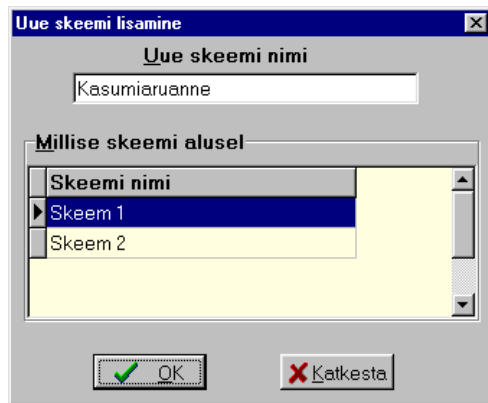 Uue skeemi lisamine
Uue skeemi nimi
Kasumiaruanne
Millise skeemi alusel
Skeemi nimi
Skeem 1
Skeem 2
OK Katkesta